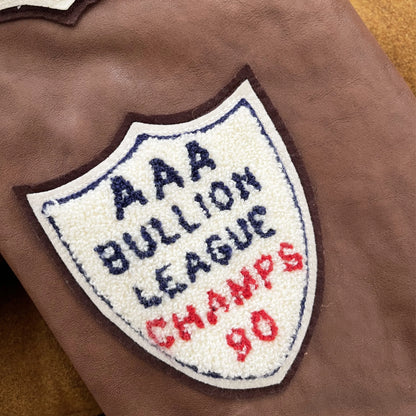 AAA
BULLION
LEAGUE
CHAMPS
90